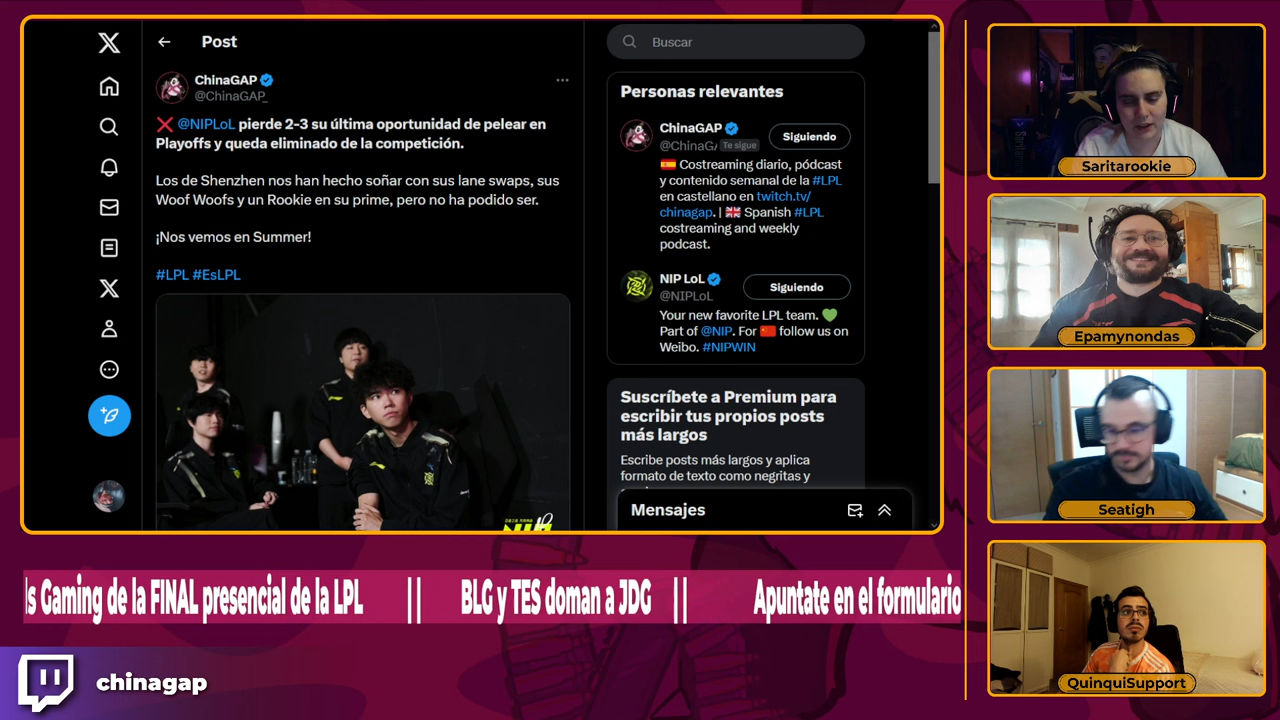 Post
ChinaGAP
@ChinaGAP_
❌ @NIPLoL pierde 2-3 su última oportunidad de pelear en
Playoffs y queda eliminado de la competición.
Los de Shenzhen nos han hecho soñar con sus lane swaps, sus
Woof Woofs y un Rookie en su prime, pero no ha podido ser.
¡Nos vemos en Summer!
#LPL #EsLPL
Buscar
Personas relevantes
ChinaGAP
@ChinaG Te sigue
Siguiendo
🇪🇸 Costreaming diario, pódcast
y contenido semanal de la #LPL
en castellano en twitch.tv/
chinagap. | 🇬🇧 Spanish #LPL
costreaming and weekly
podcast.
NIP LoL
@NIPLoL
Siguiendo
Your new favorite LPL team. 💚
Part of @NIP. For 🇨🇳 follow us on
Weibo. #NIPWIN
Suscríbete a Premium para
escribir tus propios posts
más largos
Escribe posts más largos y aplica
formato de texto como negritas y
Mensajes
Saritarookie
Epamynondas
Seatigh
QuinquiSupport
s Gaming de la FINAL presencial de la LPL || BLG y TES doman a JDG || Apuntate en el formulario
chinagap